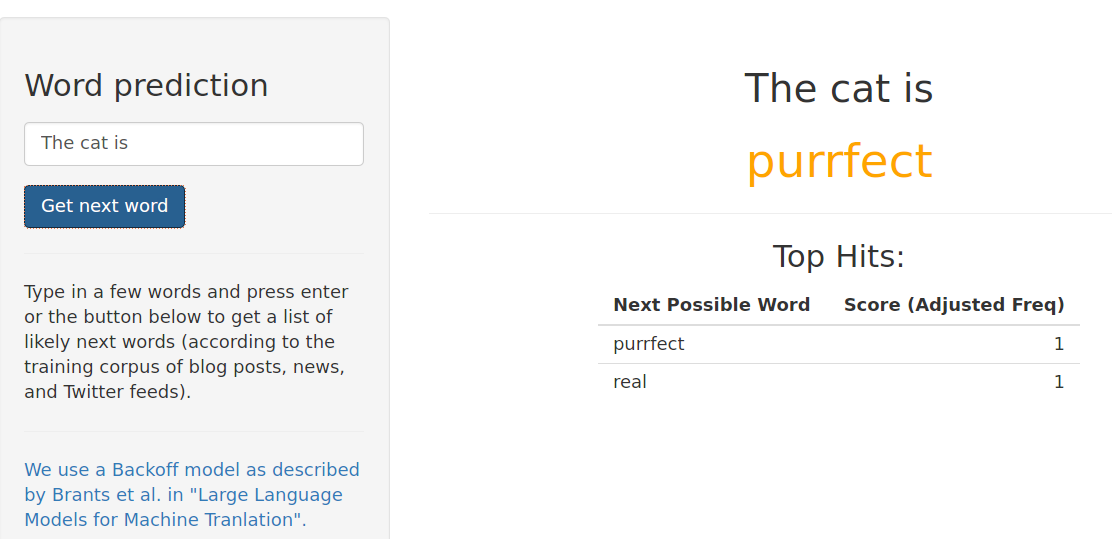 Word prediction
The cat is
Get next word
Type in a few words and press enter
or the button below to get a list of
likely next words (according to the
training corpus of blog posts, news,
and Twitter feeds).
We use a Backoff model as described
by Brants et al. in "Large Language
Models for Machine Tranlation".
The cat is
purrfect
Top Hits:
Next Possible Word Score (Adjusted Freq)
purrfect 1
real 1